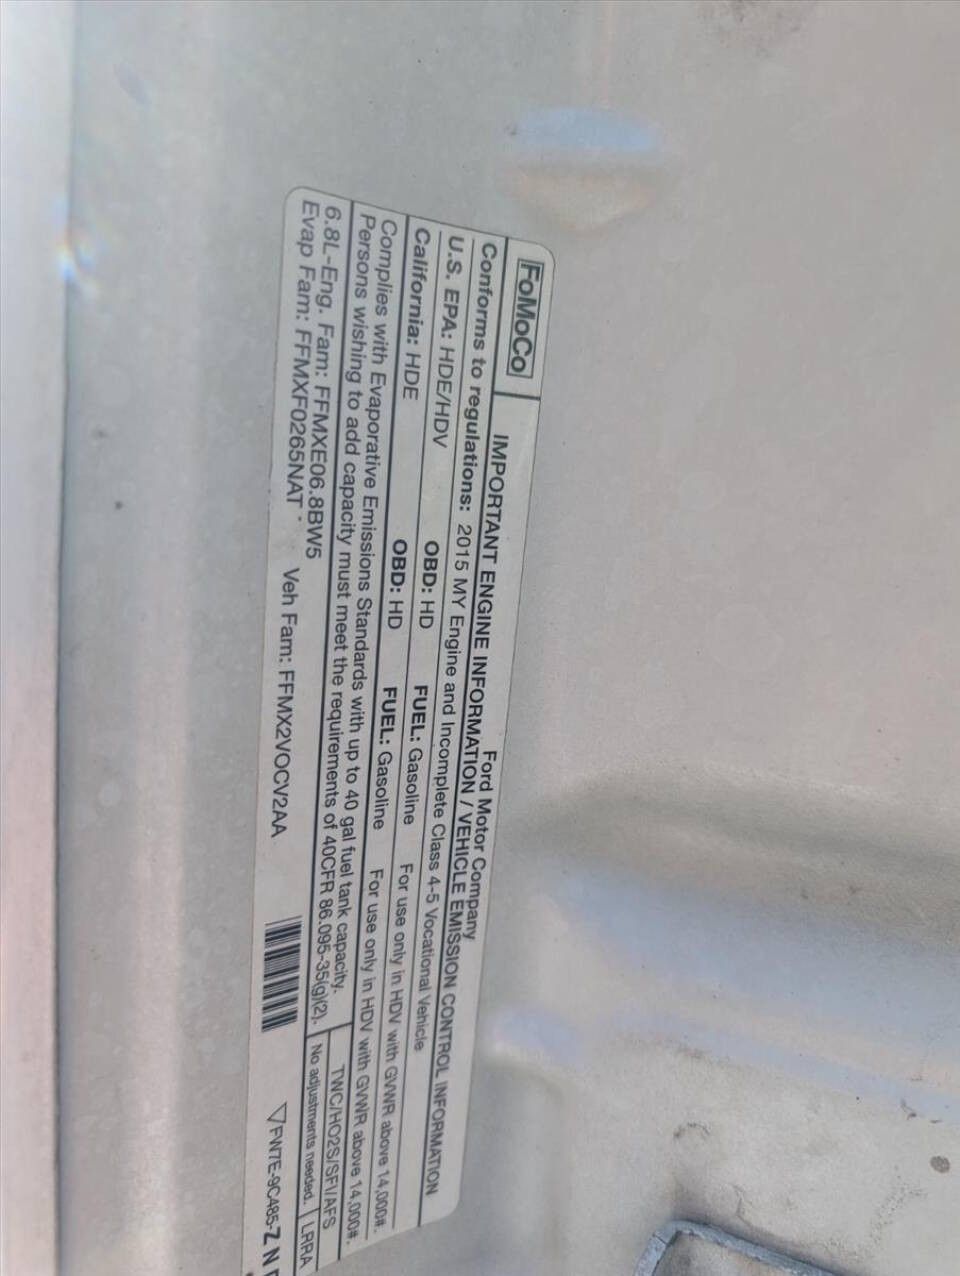 FoMoCo
Ford Motor Company
IMPORTANT ENGINE INFORMATION / VEHICLE EMISSION CONTROL INFORMATION
Conforms to regulations: 2015 MY Engine and Incomplete Class 4-5 Vocational Vehicle
U.S. EPA: HDE/HDV OBD: HD FUEL: Gasoline For use only in HDV with GVWR above 14,000#.
California: HDE OBD: HD FUEL: Gasoline For use only in HDV with GVWR above 14,000#.
Complies with Evaporative Emissions Standards with up to 40 gal fuel tank capacity.
Persons wishing to add capacity must meet the requirements of 40CFR 86.095-35(g)(2).
TWC/HO2S/SFI/AFS
No adjustments needed. LRRA
6.8L-Eng. Fam: FFMXE06.8BW5
Evap Fam: FFMXF0265NAT Veh Fam: FFMX2VOCV2AA
FW7E-9C485-Z N